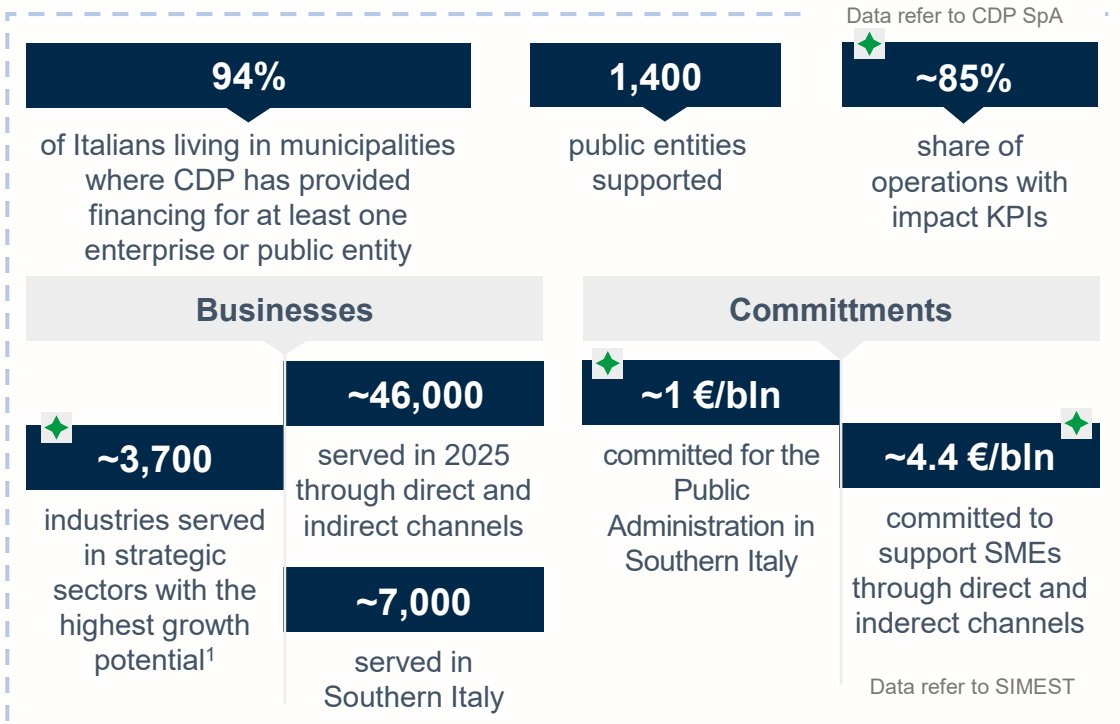 Data refer to CDP SpA
94%
of Italians living in municipalities
where CDP has provided
financing for at least one
enterprise or public entity
1,400
public entities
supported
~85%
share of
operations with
impact KPIs
Businesses
~3,700
industries served
in strategic
sectors with the
highest growth
potential¹
~46,000
served in 2025
through direct and
indirect channels
~7,000
served in
Southern Italy
Committments
~1 €/bln
committed for the
Public
Administration in
Southern Italy
~4.4 €/bln
committed to
support SMEs
through direct and
inderect channels
Data refer to SIMEST